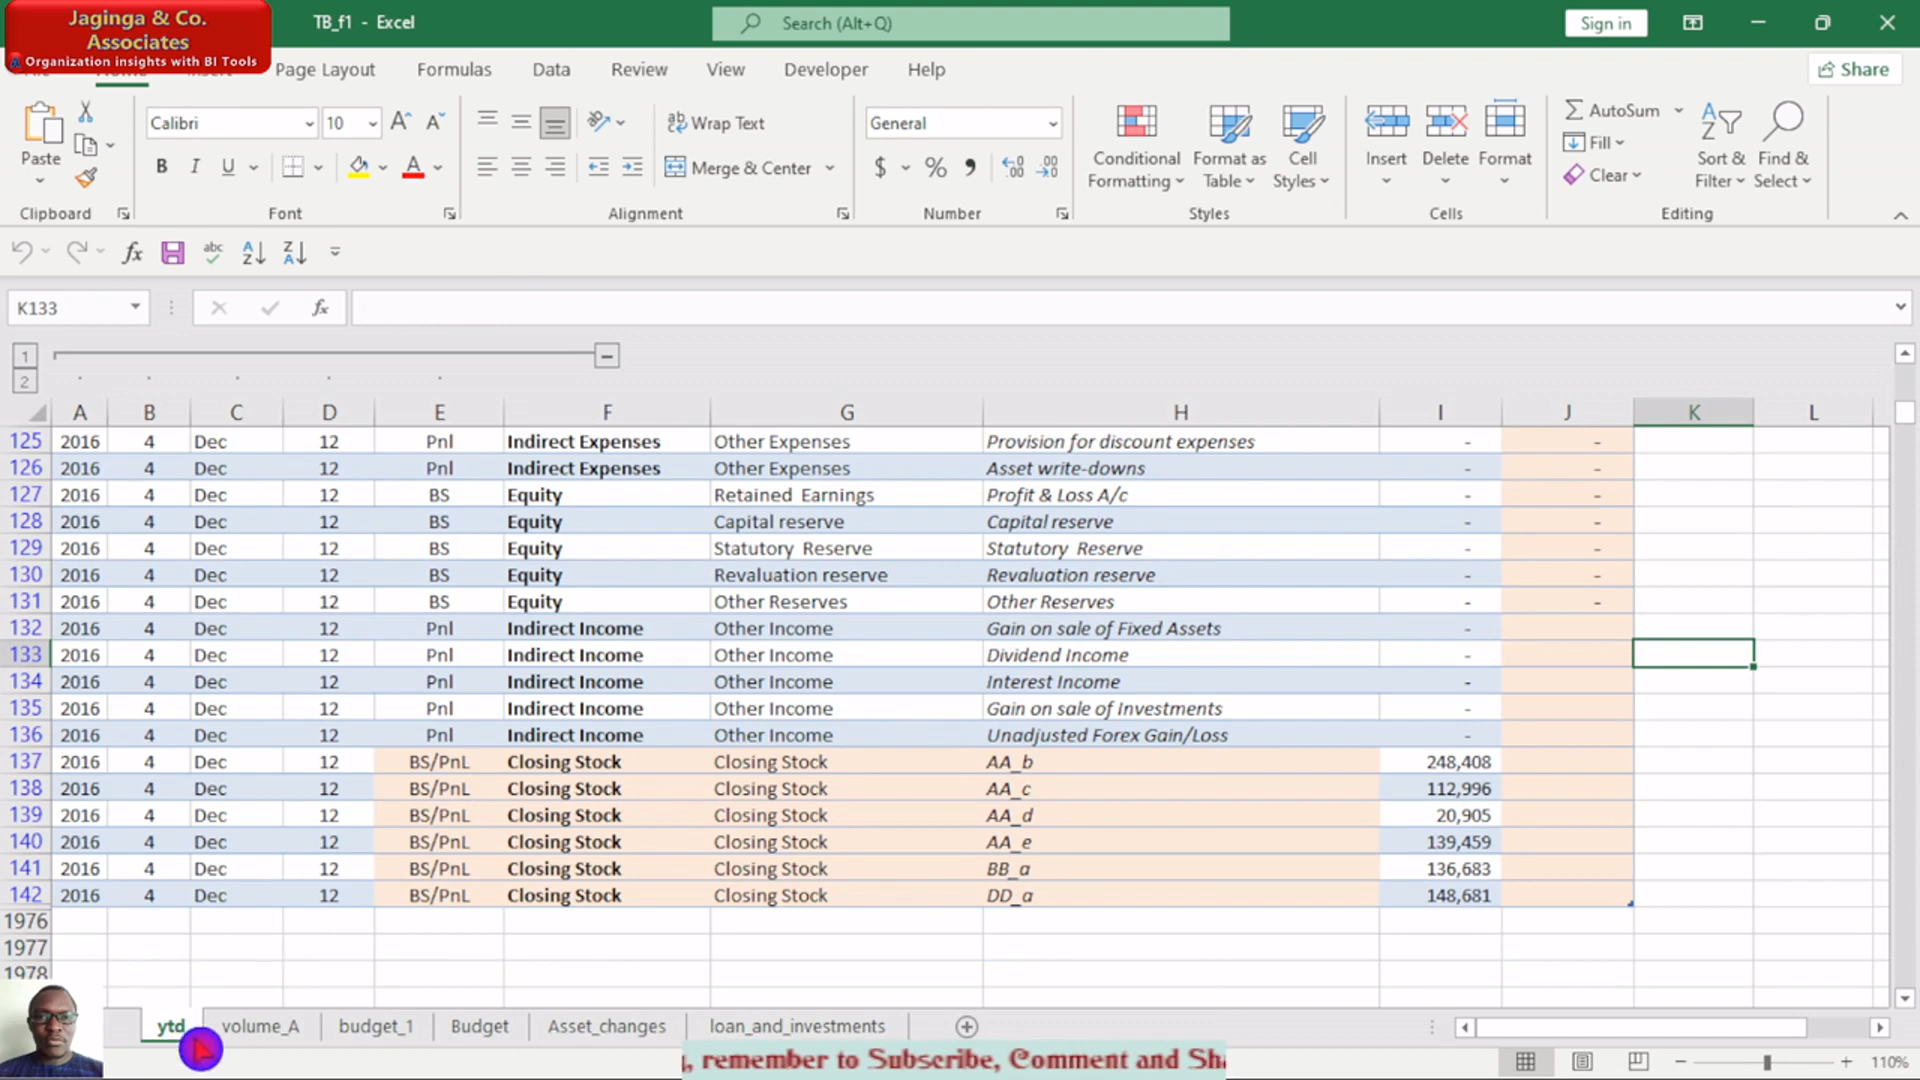 Jaginga & Co.
Associates
Organization insights with BI Tools
TB_f1 - Excel
Search (Alt+Q)
Sign in
Page Layout
Formulas
Data
Review
View
Developer
Help
Share
Paste
Clipboard
Calibri
10
B I U
Font
Wrap Text
Merge & Center
Alignment
General
$ %
Number
Conditional
Formatting
Format as
Table
Cell
Styles
Styles
Insert
Delete
Format
Cells
AutoSum
Fill
Clear
Sort &
Filter
Find &
Select
Editing
K133
fx
1
2
A B C D E F G H I J K L
125 2016 4 Dec 12 Pnl Indirect Expenses Other Expenses Provision for discount expenses - -
126 2016 4 Dec 12 Pnl Indirect Expenses Other Expenses Asset write-downs - -
127 2016 4 Dec 12 BS Equity Retained Earnings Profit & Loss A/c - -
128 2016 4 Dec 12 BS Equity Capital reserve Capital reserve - -
129 2016 4 Dec 12 BS Equity Statutory Reserve Statutory Reserve - -
130 2016 4 Dec 12 BS Equity Revaluation reserve Revaluation reserve - -
131 2016 4 Dec 12 BS Equity Other Reserves Other Reserves - -
132 2016 4 Dec 12 Pnl Indirect Income Other Income Gain on sale of Fixed Assets -
133 2016 4 Dec 12 Pnl Indirect Income Other Income Dividend Income -
134 2016 4 Dec 12 Pnl Indirect Income Other Income Interest Income -
135 2016 4 Dec 12 Pnl Indirect Income Other Income Gain on sale of Investments -
136 2016 4 Dec 12 Pnl Indirect Income Other Income Unadjusted Forex Gain/Loss -
137 2016 4 Dec 12 BS/PnL Closing Stock Closing Stock AA_b 248,408
138 2016 4 Dec 12 BS/PnL Closing Stock Closing Stock AA_c 112,996
139 2016 4 Dec 12 BS/PnL Closing Stock Closing Stock AA_d 20,905
140 2016 4 Dec 12 BS/PnL Closing Stock Closing Stock AA_e 139,459
141 2016 4 Dec 12 BS/PnL Closing Stock Closing Stock BB_a 136,683
142 2016 4 Dec 12 BS/PnL Closing Stock Closing Stock DD_a 148,681
1976
1977
1978
ytd volume_A budget_1 Budget Asset_changes loan_and_investments
, remember to Subscribe, Comment and Sha
110%